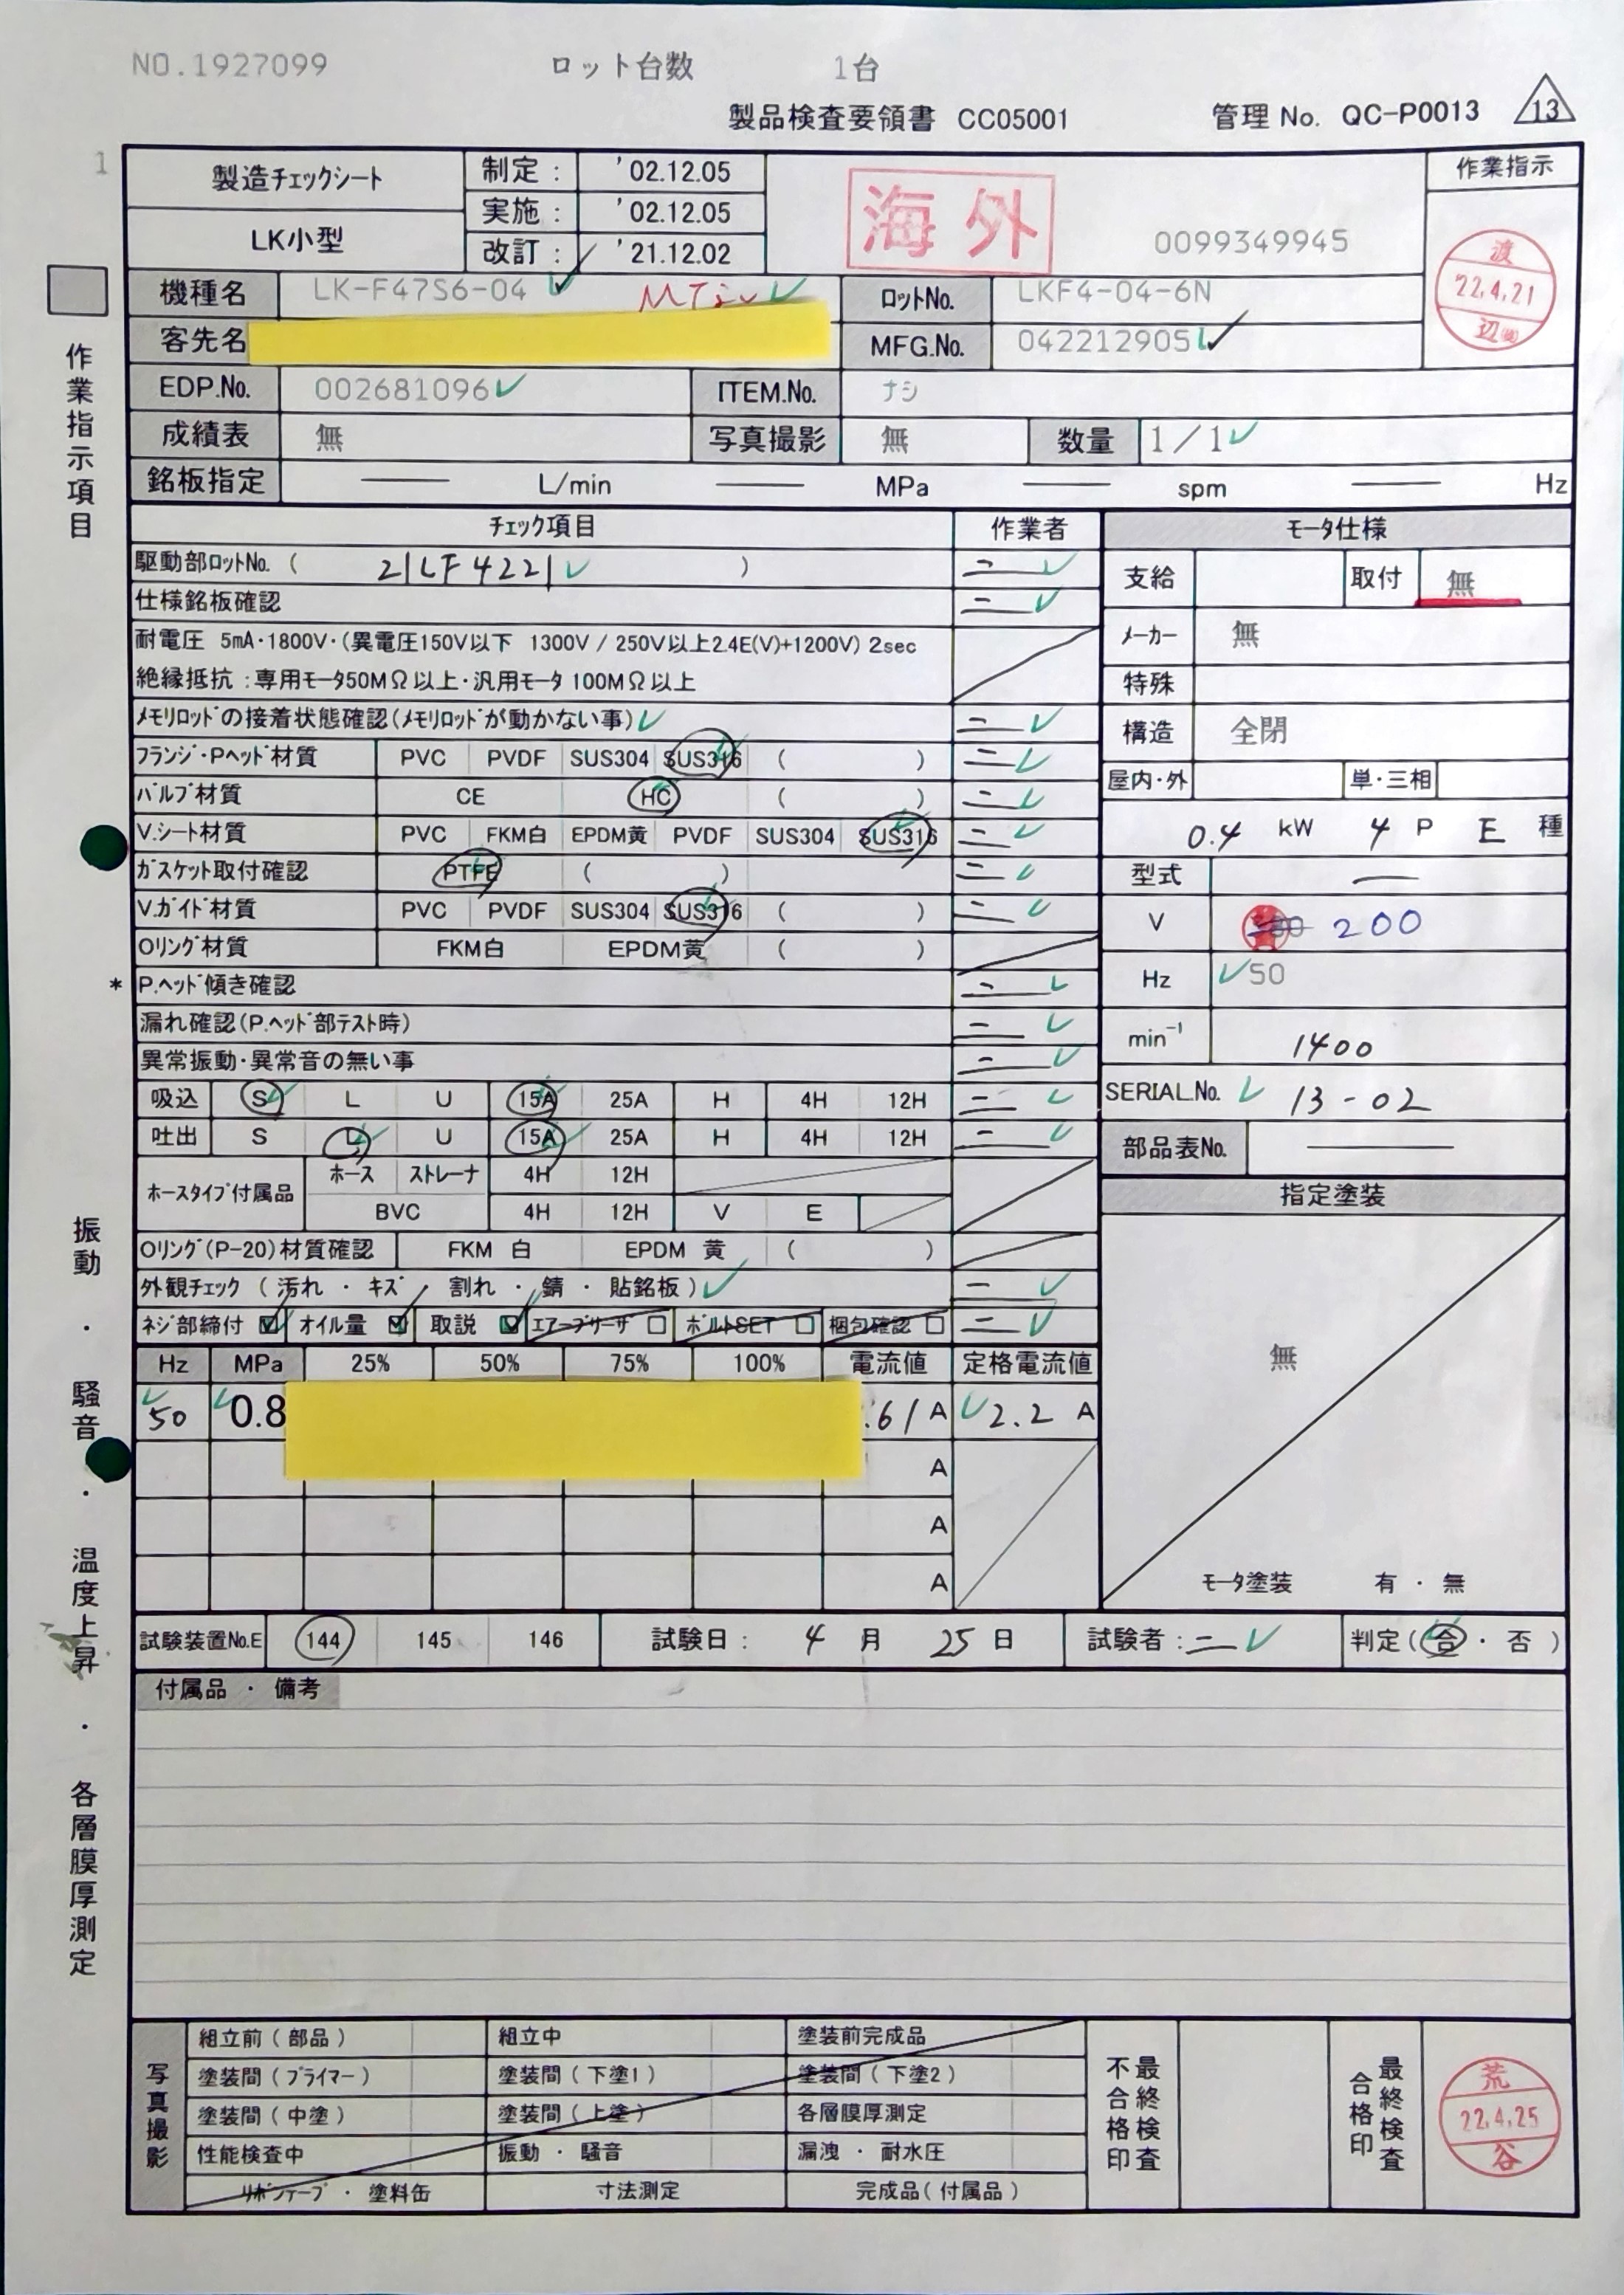 NO.1927099 ロット台数 1台
製品検査要領書 CC05001 管理 No. QC-P0013 13
1
製造チェックシート 制定: '02.12.05 作業指示
LK小型 実施: '02.12.05
改訂: '21.12.02
海外
0099349945
渡 22.4.21 辺
機種名 LK-F47S6-04 ロットNo. LKF4-04-6N
客先名 MFG.No. 042212905
EDP.No. 002681096 ITEM.No. ナシ
成績表 無 写真撮影 無 数量 1/1
銘板指定 ―― L/min ―― MPa ―― spm ―― Hz
作業指示項目
チェック項目 作業者 モータ仕様
駆動部ロットNo. ( 21LF4221 ) ニ
仕様銘板確認 ニ
耐電圧 5mA・1800V・(異電圧150V以下 1300V / 250V以上2.4E(V)+1200V) 2sec
絶縁抵抗:専用モータ50MΩ以上・汎用モータ 100MΩ以上
メモリロッドの接着状態確認(メモリロッドが動かない事) ニ
フランジ・Pヘッド材質 PVC PVDF SUS304 SUS316 ( ) ニ
バルブ材質 CE HC ( ) ニ
V.シート材質 PVC FKM白 EPDM黄 PVDF SUS304 SUS316 ニ
ガスケット取付確認 PTFE ( ) ニ
V.ガイド材質 PVC PVDF SUS304 SUS316 ( ) ニ
Oリング材質 FKM白 EPDM黄 ( )
* P.ヘッド傾き確認 ニ
漏れ確認(P.ヘッド部テスト時) ニ
異常振動・異常音の無い事 ニ
吸込 S L U 15A 25A H 4H 12H ニ
吐出 S L U 15A 25A H 4H 12H ニ
ホースタイプ付属品 ホース ストレーナ 4H 12H
BVC 4H 12H V E
Oリング(P-20)材質確認 FKM 白 EPDM 黄 ( )
外観チェック ( 汚れ ・ キズ ・ 割れ ・ 錆 ・ 貼銘板 ) ニ
ネジ部締付 ☑ オイル量 ☑ 取説 ☑ エアーブリーザ □ ボルトSET □ 梱包確認 □ ニ
支給 取付 無
メーカー 無
特殊
構造 全閉
屋内・外 単・三相
0.4 kW 4 P E 種
型式 ―
V 200
Hz 50
min⁻¹ 1400
SERIAL.No. 13-02
部品表No. ――
指定塗装
無
モータ塗装 有 ・ 無
Hz MPa 25% 50% 75% 100% 電流値 定格電流値
50 0.8 .61 A 2.2 A
A
A
A
振動 ・ 騒音 ・ 温度上昇 ・ 各層膜厚測定
試験装置No.E 144 145 146 試験日: 4 月 25 日 試験者:ニ 判定(合 ・ 否 )
付属品 ・ 備考
写真撮影
組立前(部品) 組立中 塗装前完成品
塗装間(プライマー) 塗装間(下塗1) 塗装間(下塗2)
塗装間(中塗) 塗装間(上塗) 各層膜厚測定
性能検査中 振動 ・ 騒音 漏洩 ・ 耐水圧
リボンテープ ・ 塗料缶 寸法測定 完成品(付属品)
最終検査不合格印
最終検査合格印
荒 22.4.25 谷